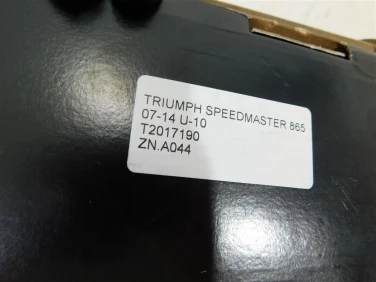 TRIUMPH SPEEDMASTER 865
07-14 U-10
T2017190
ZN.A044